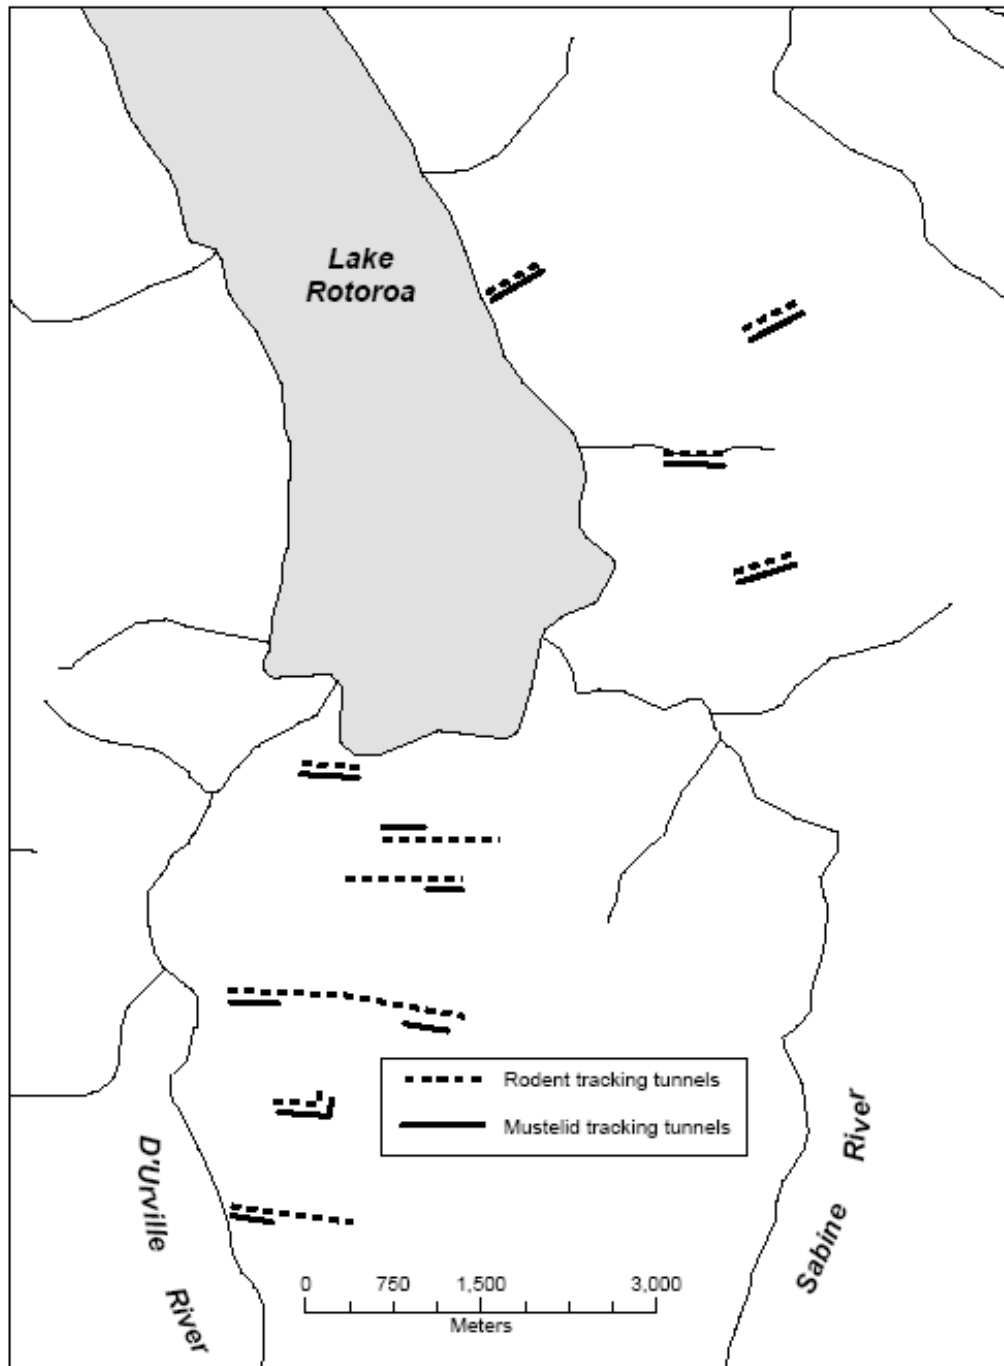 Lake
Rotoroa
Rodent tracking tunnels
Mustelid tracking tunnels
D'Urville River
Sabine River
0 750 1,500 3,000
Meters